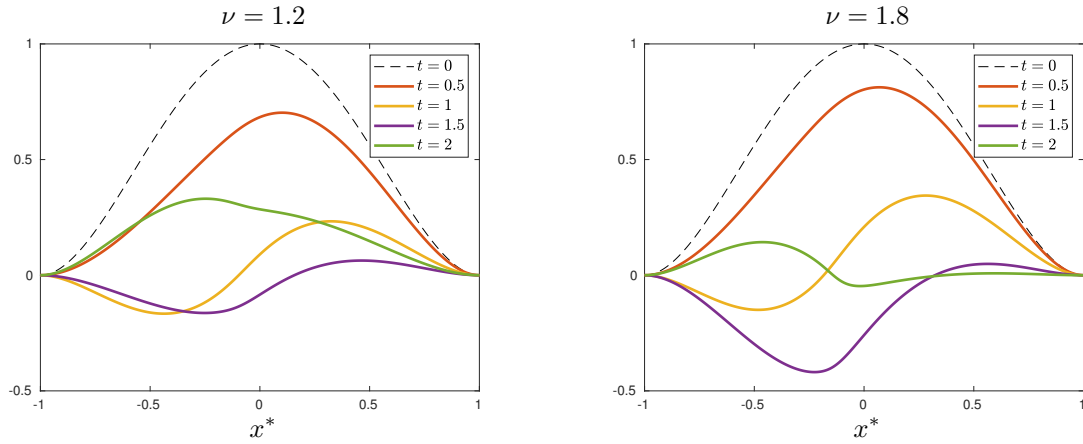 ν = 1.2
1
0.5
0
-0.5
-1
-0.5
0
0.5
1
x*
t = 0
t = 0.5
t = 1
t = 1.5
t = 2
ν = 1.8
1
0.5
0
-0.5
-1
-0.5
0
0.5
1
x*
t = 0
t = 0.5
t = 1
t = 1.5
t = 2